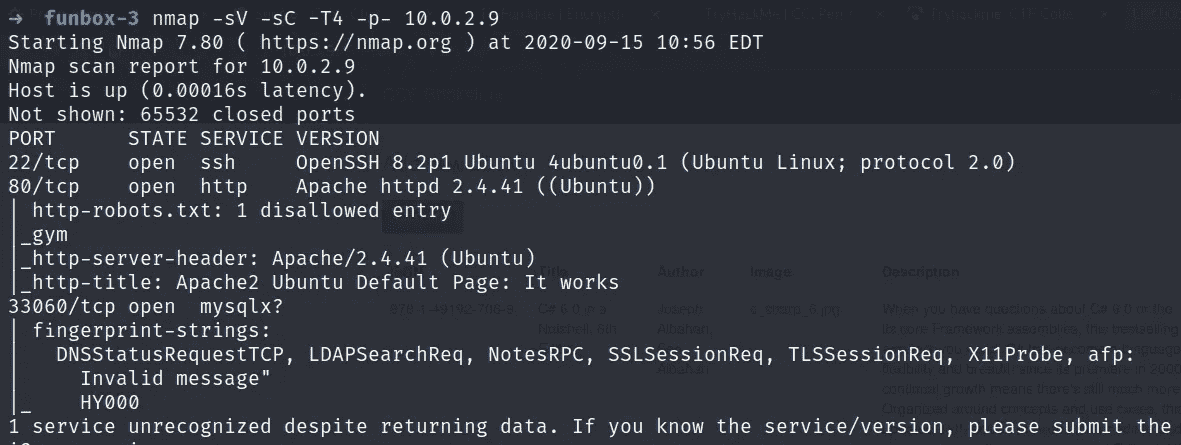 → funbox-3 nmap -sV -sC -T4 -p- 10.0.2.9
Starting Nmap 7.80 ( https://nmap.org ) at 2020-09-15 10:56 EDT
Nmap scan report for 10.0.2.9
Host is up (0.00016s latency).
Not shown: 65532 closed ports
PORT      STATE SERVICE VERSION
22/tcp    open  ssh     OpenSSH 8.2p1 Ubuntu 4ubuntu0.1 (Ubuntu Linux; protocol 2.0)
80/tcp    open  http    Apache httpd 2.4.41 ((Ubuntu))
| http-robots.txt: 1 disallowed entry
|_gym
|_http-server-header: Apache/2.4.41 (Ubuntu)
|_http-title: Apache2 Ubuntu Default Page: It works
33060/tcp open  mysqlx?
| fingerprint-strings:
|   DNSStatusRequestTCP, LDAPSearchReq, NotesRPC, SSLSessionReq, TLSSessionReq, X11Probe, afp:
|     Invalid message"
|_    HY000
1 service unrecognized despite returning data. If you know the service/version, please submit the
Title Author Image Description